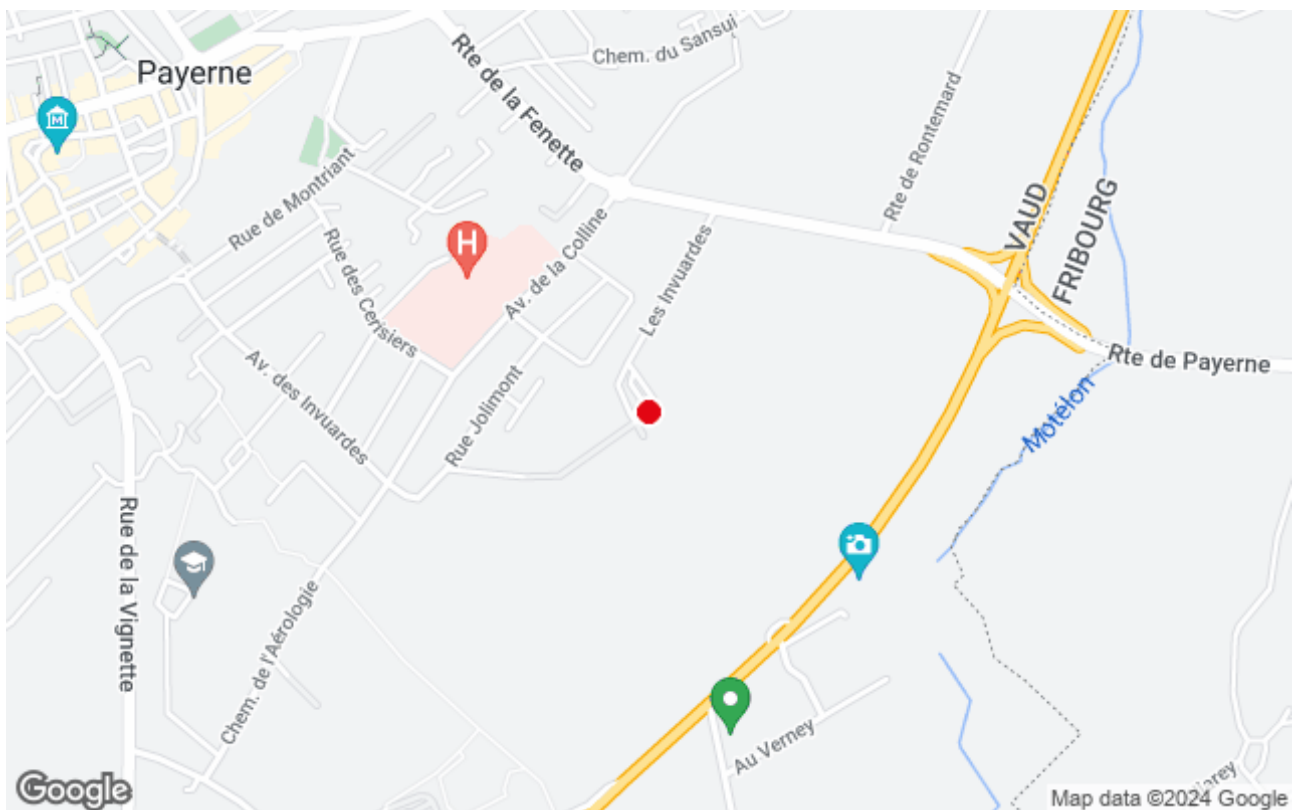 Payerne
Chem. du Sansui
Rte de la Fenette
Rte de Rontemard
VAUD
FRIBOURG
Rue de Montriant
Av. de la Colline
Les Invuardes
Rue des Cerisiers
H
Rte de Payerne
Av. des Invuardes
Rue Jolimont
Motélon
Rue de la Vignette
Chem. de l'Aérologie
Au Verney
Google
Map data ©2024 Google